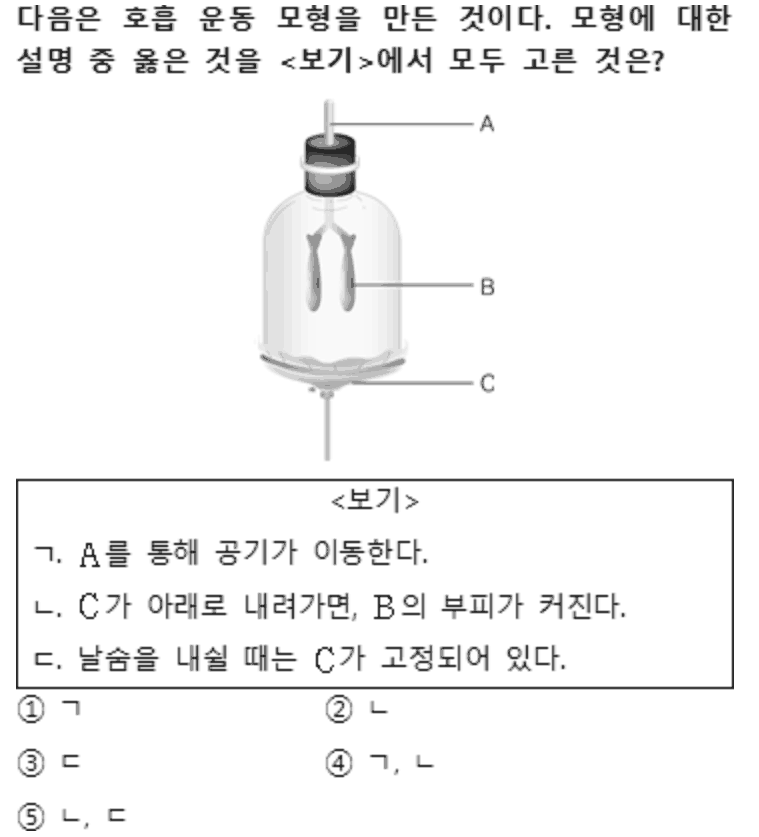 다음은 호흡 운동 모형을 만든 것이다. 모형에 대한
설명 중 옳은 것을 <보기>에서 모두 고른 것은?
A
B
C
<보기>
ㄱ. A를 통해 공기가 이동한다.
ㄴ. C가 아래로 내려가면, B의 부피가 커진다.
ㄷ. 날숨을 내쉴 때는 C가 고정되어 있다.
① ㄱ ② ㄴ
③ ㄷ ④ ㄱ, ㄴ
⑤ ㄴ, ㄷ